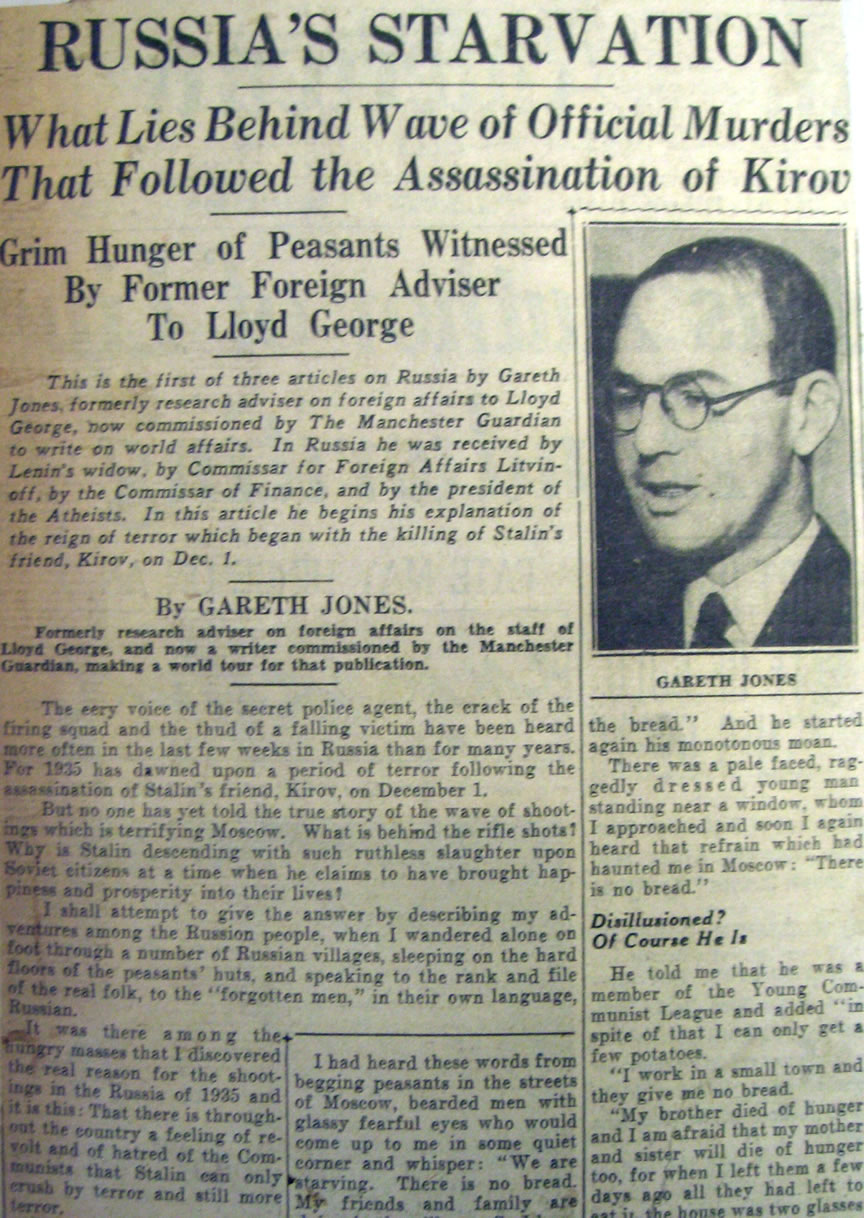 RUSSIA'S STARVATION
What Lies Behind Wave of Official Murders
That Followed the Assassination of Kirov
Grim Hunger of Peasants Witnessed
By Former Foreign Adviser
To Lloyd George
This is the first of three articles on Russia by Gareth
Jones, formerly research adviser on foreign affairs to Lloyd
George, now commissioned by The Manchester Guardian
to write on world affairs. In Russia he was received by
Lenin's widow, by Commissar for Foreign Affairs Litvin-
off, by the Commissar of Finance, and by the president of
the Atheists. In this article he begins his explanation of
the reign of terror which began with the killing of Stalin's
friend, Kirov, on Dec. 1.
By GARETH JONES.
Formerly research adviser on foreign affairs on the staff of
Lloyd George, and now a writer commissioned by the Manchester
Guardian, making a world tour for that publication.
The eery voice of the secret police agent, the crack of the
firing squad and the thud of a falling victim have been heard
more often in the last few weeks in Russia than for many years.
For 1935 has dawned upon a period of terror following the
assassination of Stalin's friend, Kirov, on December 1.
But no one has yet told the true story of the wave of shoot-
ings which is terrifying Moscow. What is behind the rifle shots?
Why is Stalin descending with such ruthless slaughter upon
Soviet citizens at a time when he claims to have brought hap-
piness and prosperity into their lives?
I shall attempt to give the answer by describing my ad-
ventures among the Russion people, when I wandered alone on
foot through a number of Russian villages, sleeping on the hard
floors of the peasants' huts, and speaking to the rank and file
of the real folk, to the "forgotten men," in their own language,
Russian.
It was there among the
hungry masses that I discovered
the real reason for the shoot-
ings in the Russia of 1935 and
it is this: That there is through-
out the country a feeling of re-
volt and of hatred of the Com-
munists that Stalin can only
crush by terror and still more
terror.
I had heard these words from
begging peasants in the streets
of Moscow, bearded men with
glassy fearful eyes who would
come up to me in some quiet
corner and whisper: "We are
starving. There is no bread.
My friends and family are
GARETH JONES
the bread." And he started
again his monotonous moan.
There was a pale faced, rag-
gedly dressed young man
standing near a window, whom
I approached and soon I again
heard that refrain which had
haunted me in Moscow: "There
is no bread."
Disillusioned?
Of Course He Is
He told me that he was a
member of the Young Com-
munist League and added "in
spite of that I can only get a
few potatoes.
"I work in a small town and
they give me no bread.
"My brother died of hunger
and I am afraid that my mother
and sister will die of hunger
too, for when I left them a few
days ago all they had left to
eat in the house was two glasses